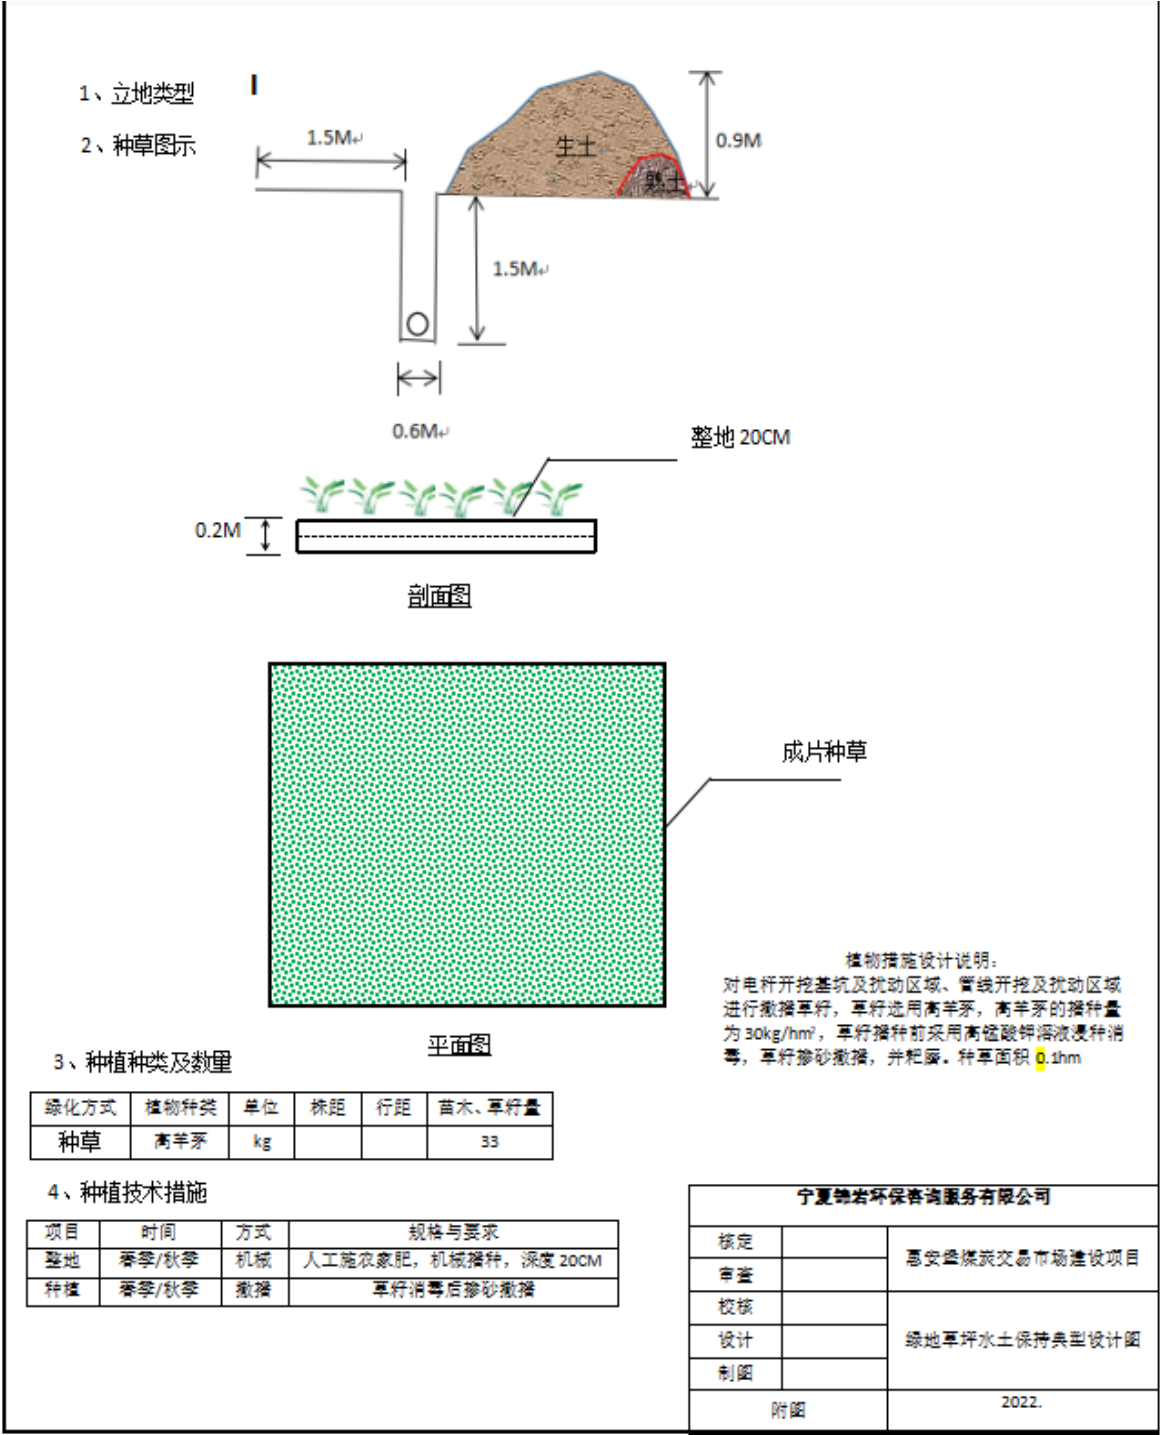 1、立地类型 I
2、种草图示
1.5M
生土
熟土
0.9M
1.5M
0.6M
整地 20CM
0.2M
剖面图
成片种草
平面图
植物措施设计说明：
对电杆开挖基坑及扰动区域、管线开挖及扰动区域
进行撒播草籽，草籽选用高羊茅，高羊茅的播种量
为 30kg/hm²，草籽播种前采用高锰酸钾溶液浸种消
毒，草籽掺砂撒播，并耙磨。种草面积 0.1hm
3、种植种类及数量
绿化方式 植物种类 单位 株距 行距 苗木、草籽量
种草 高羊茅 kg 33
4、种植技术措施
项目 时间 方式 规格与要求
整地 春季/秋季 机械 人工施农家肥，机械播种，深度 20CM
种植 春季/秋季 撒播 草籽消毒后掺砂撒播
宁夏锦岩环保咨询服务有限公司
核定
审查
惠安堡煤炭交易市场建设项目
校核
设计
制图
绿地草坪水土保持典型设计图
附图 2022.